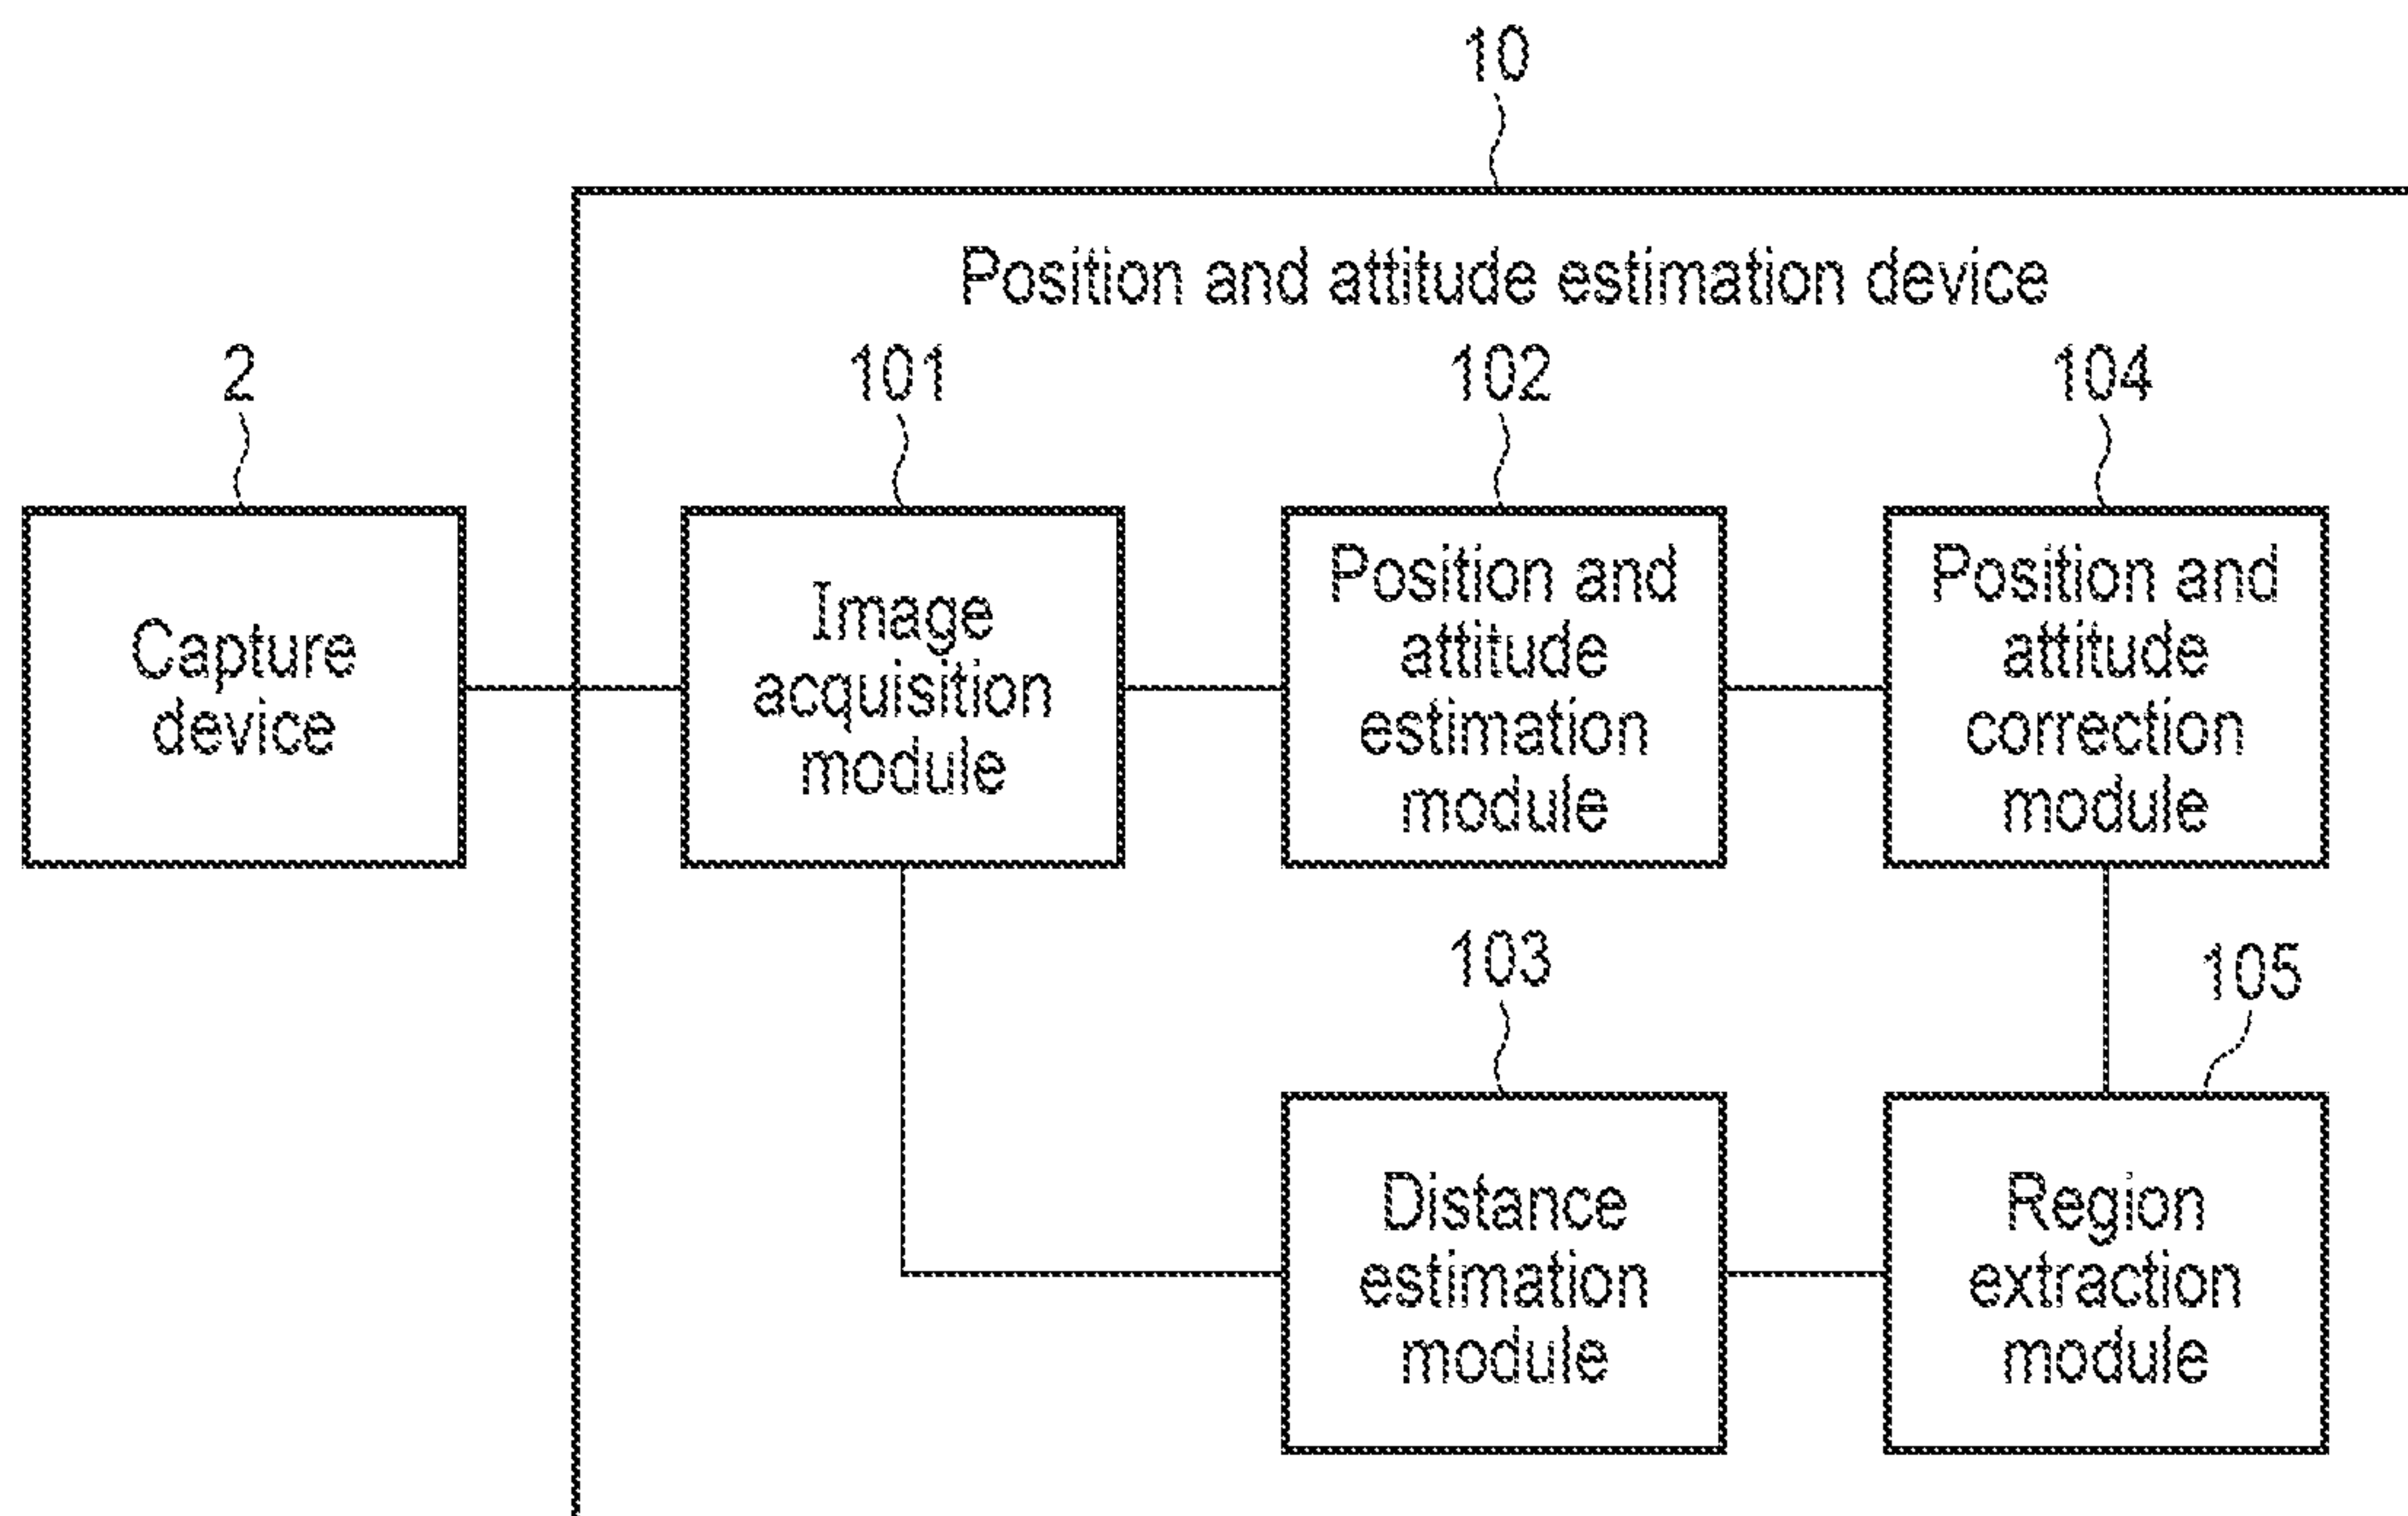 10
Position and attitude estimation device
2
101
102
104
Capture
device
Image
acquisition
module
Position and
attitude
estimation
module
Position and
attitude
correction
module
103
105
Distance
estimation
module
Region
extraction
module